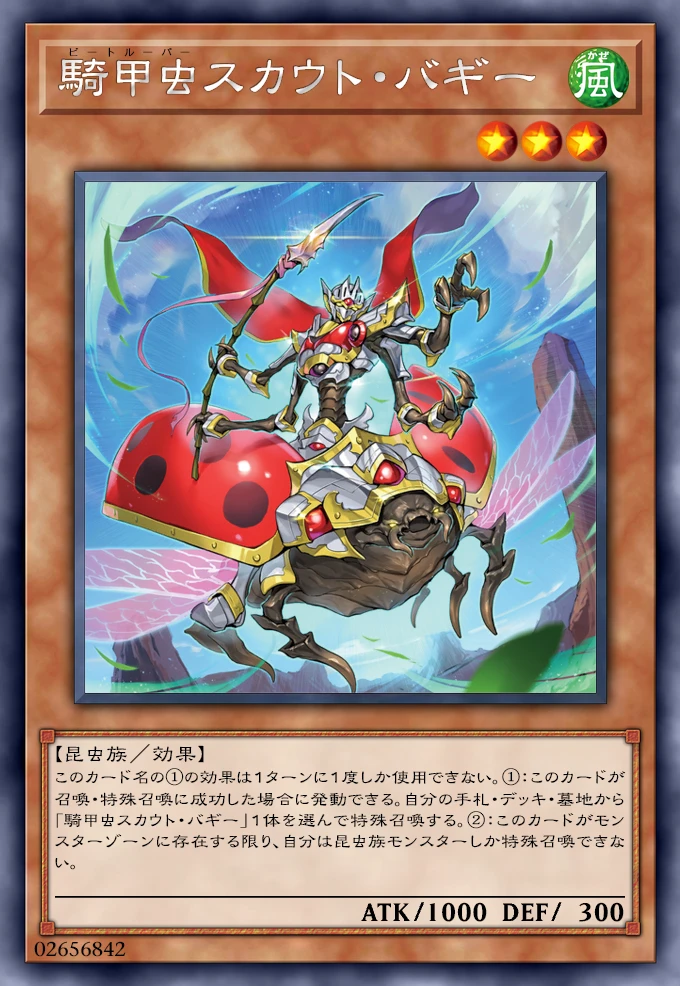 ビートルーパー
騎甲虫スカウト・バギー
かぜ
風
【昆虫族／効果】
このカード名の①の効果は1ターンに1度しか使用できない。①：このカードが
召喚・特殊召喚に成功した場合に発動できる。自分の手札・デッキ・墓地から
「騎甲虫スカウト・バギー」1体を選んで特殊召喚する。②：このカードがモン
スターゾーンに存在する限り、自分は昆虫族モンスターしか特殊召喚できな
い。
ATK/1000 DEF/ 300
02656842